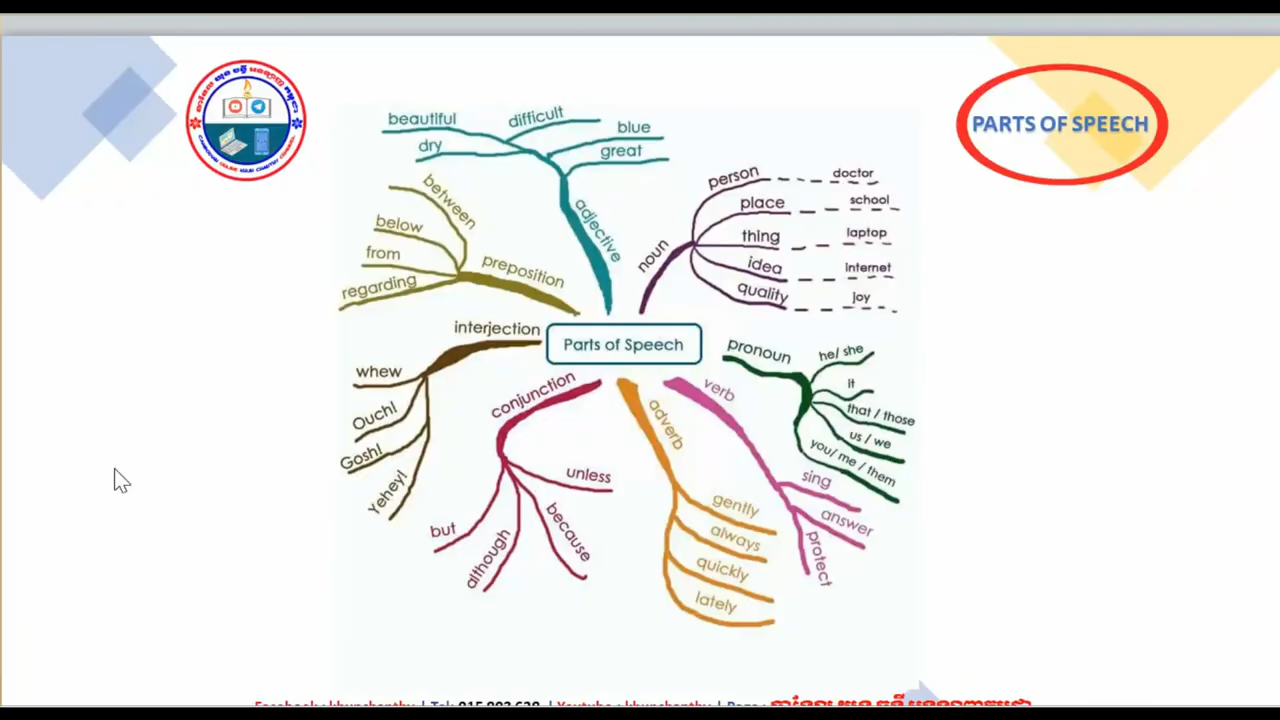 PARTS OF SPEECH
beautiful
difficult
dry
blue
great
adjective
between
below
from
regarding
preposition
noun
person
doctor
place
school
thing
laptop
idea
internet
quality
joy
interjection
whew
Ouch!
Gosh!
Yehey!
Parts of Speech
pronoun
he/ she
it
that / those
us / we
you/ me / them
conjunction
unless
but
although
because
adverb
gently
always
quickly
lately
verb
sing
answer
protect